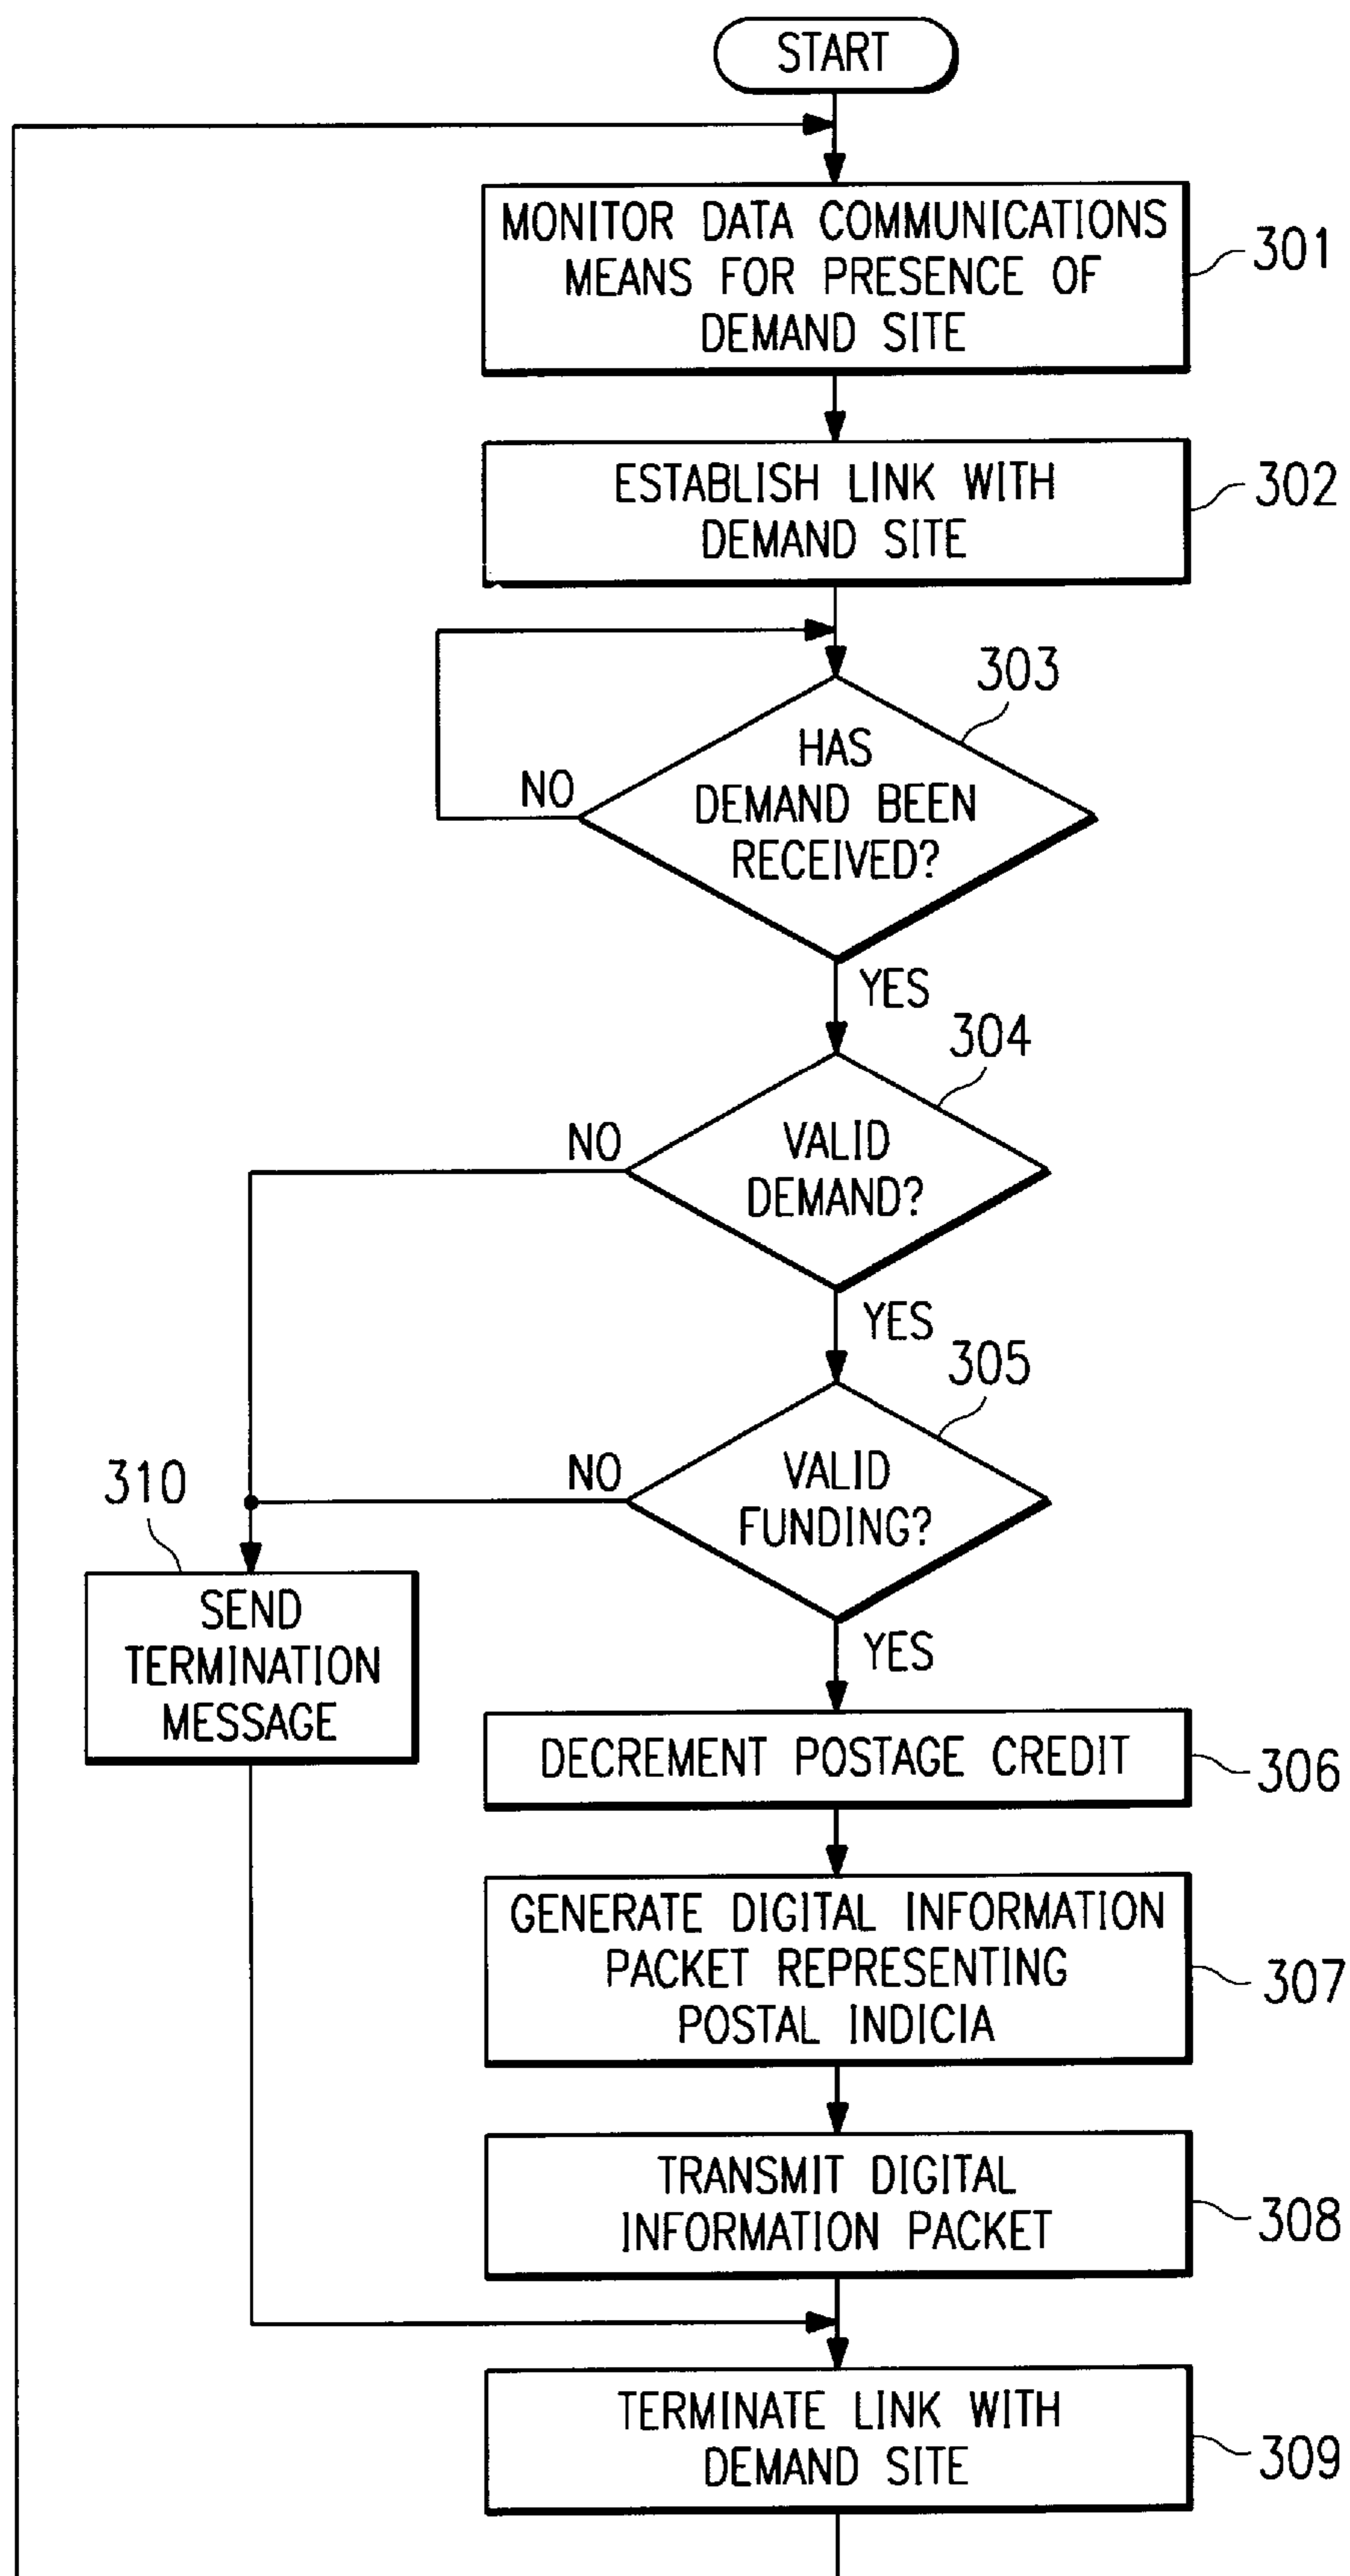 START
MONITOR DATA COMMUNICATIONS
MEANS FOR PRESENCE OF
DEMAND SITE
301
ESTABLISH LINK WITH
DEMAND SITE
302
303
HAS
DEMAND BEEN
RECEIVED?
NO
YES
304
VALID
DEMAND?
NO
YES
305
VALID
FUNDING?
NO
YES
310
SEND
TERMINATION
MESSAGE
DECREMENT POSTAGE CREDIT
306
GENERATE DIGITAL INFORMATION
PACKET REPRESENTING
POSTAL INDICIA
307
TRANSMIT DIGITAL
INFORMATION PACKET
308
TERMINATE LINK WITH
DEMAND SITE
309